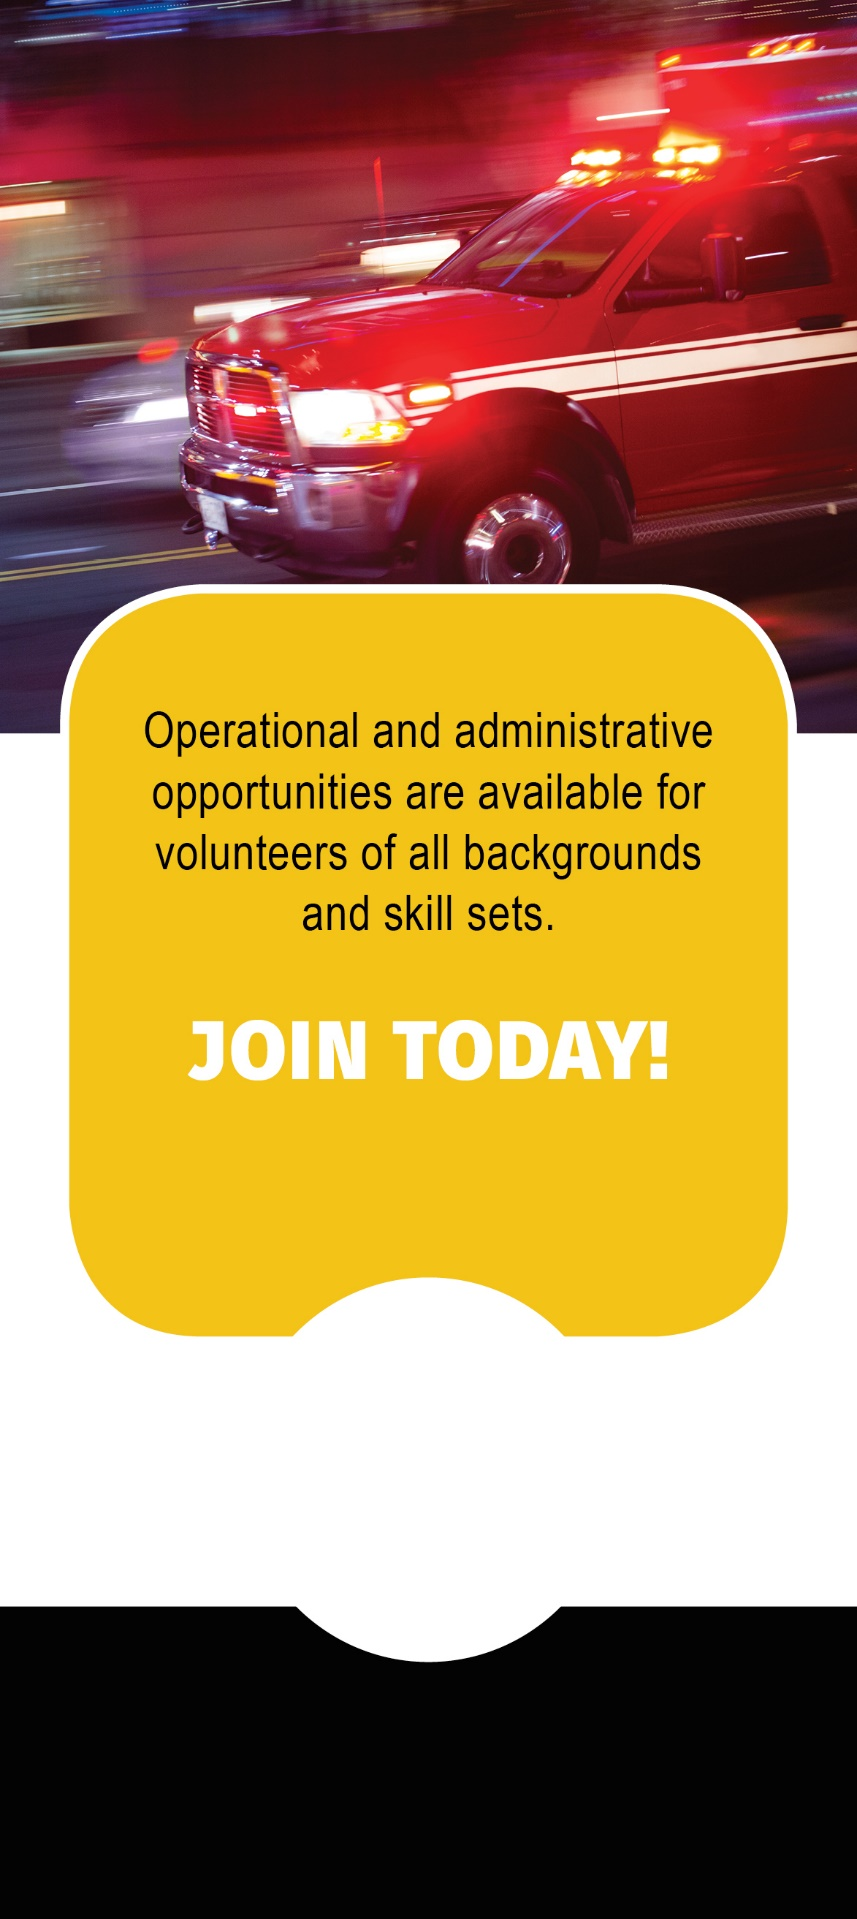 Operational and administrative
opportunities are available for
volunteers of all backgrounds
and skill sets.
JOIN TODAY!